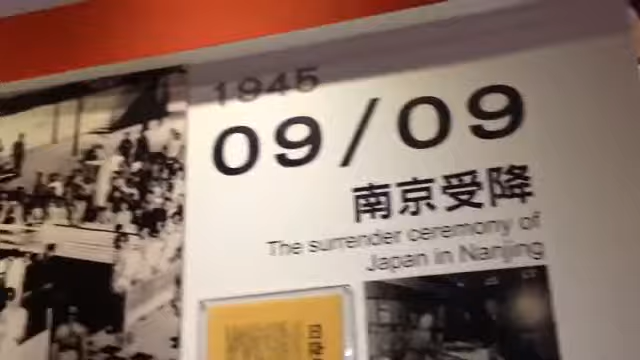 1945
09/09
南京受降
The surrender ceremony of
Japan in Nanjing